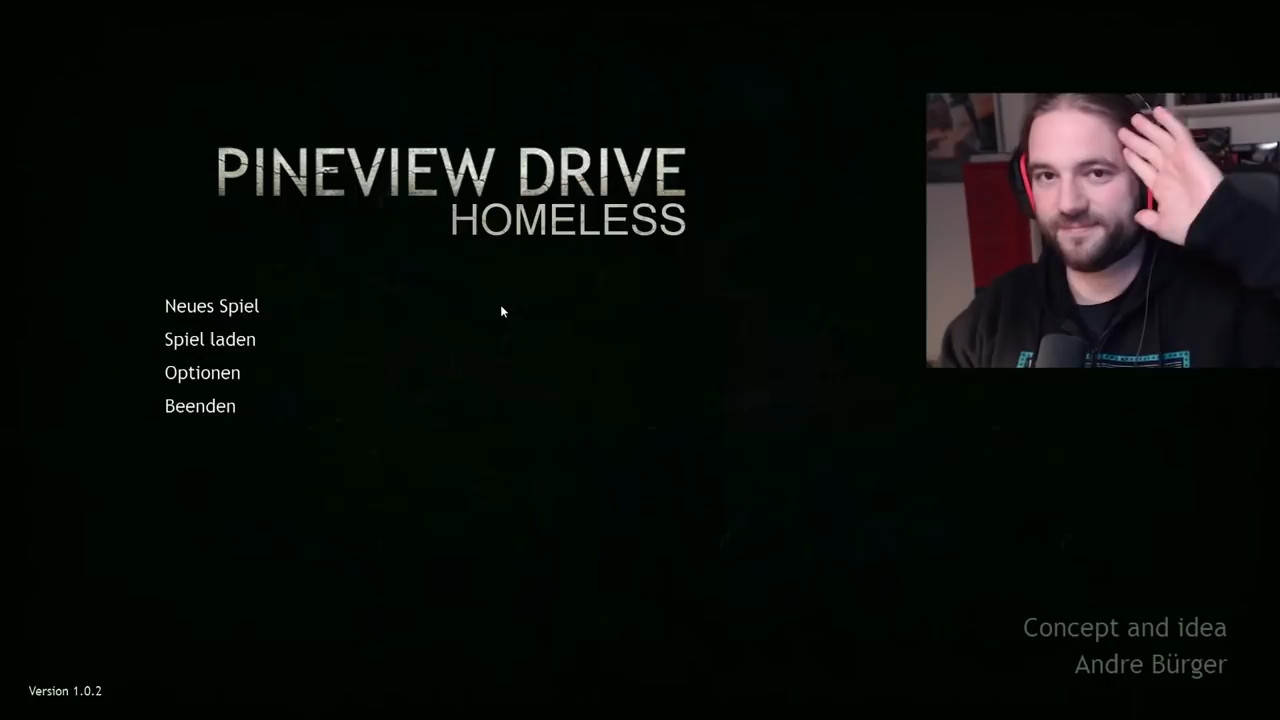 PINEVIEW DRIVE
HOMELESS
Neues Spiel
Spiel laden
Optionen
Beenden
Concept and idea
Andre Bürger
Version 1.0.2